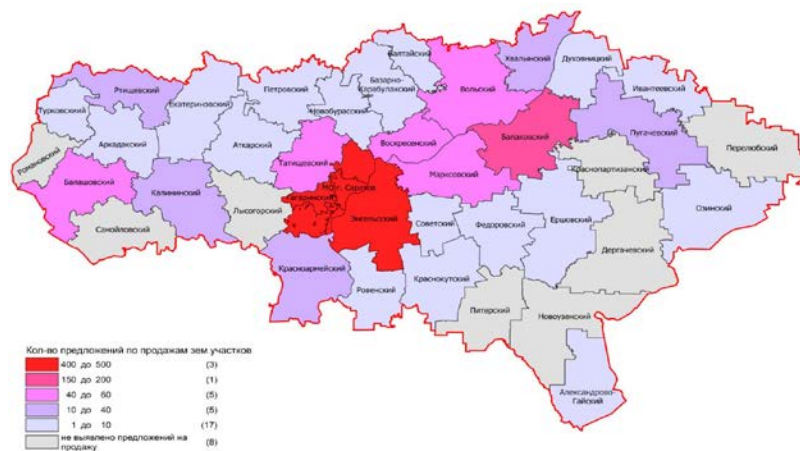 Балтайский
Хвалынский
Духовницкий
Вольский
Ивантеевский
Ртищевский
Петровский
Базарно-
Карабулакский
Турковский
Екатериновский
Новобурасский
Аркадакский
Аткарский
Воскресенский
Балаковский
Пугачевский
Перелюбский
Романовский
Татищевский
Марксовский
Краснопартизанский
Балашовский
Калининский
МО г. Саратов
Гагаринский
Лысогорский
Энгельсский
Советский
Федоровский
Ершовский
Озинский
Самойловский
Дергачевский
Красноармейский
Ровенский
Краснокутский
Питерский
Новоузенский
Александрово-
Гайский
Кол-во предложений по продажам зем участков
400 до 500 (3)
150 до 200 (1)
40 до 60 (5)
10 до 40 (5)
1 до 10 (17)
не выявлено предложений на
продажу (8)